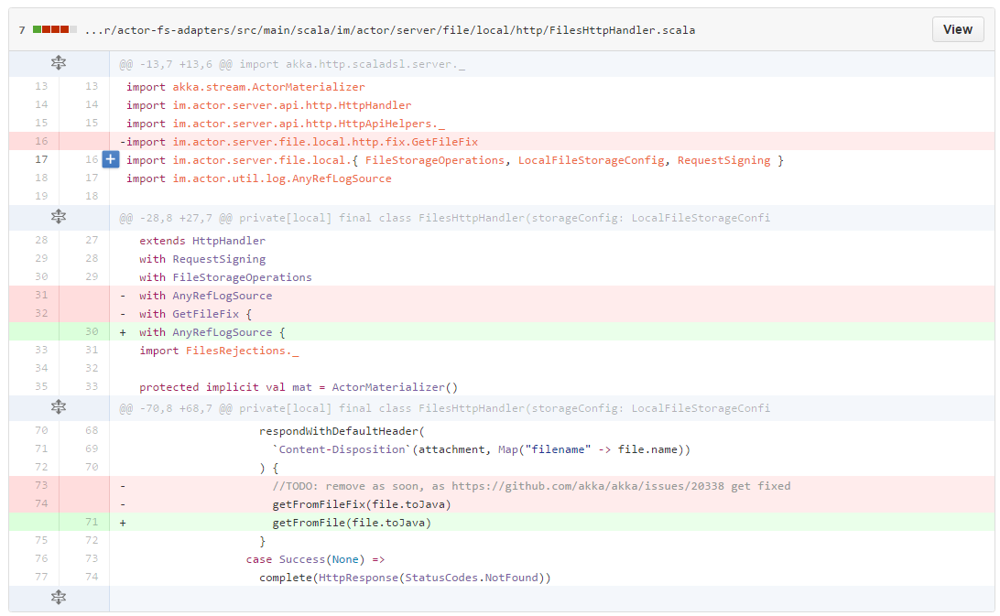 7 ...r/actor-fs-adapters/src/main/scala/im/actor/server/file/local/http/FilesHttpHandler.scala View
@@ -13,7 +13,6 @@ import akka.http.scaladsl.server._
13 13 import akka.stream.ActorMaterializer
14 14 import im.actor.server.api.http.HttpHandler
15 15 import im.actor.server.api.http.HttpApiHelpers._
16 -import im.actor.server.file.local.http.fix.GetFileFix
17 16 + import im.actor.server.file.local.{ FileStorageOperations, LocalFileStorageConfig, RequestSigning }
18 17 import im.actor.util.log.AnyRefLogSource
19 18
@@ -28,8 +27,7 @@ private[local] final class FilesHttpHandler(storageConfig: LocalFileStorageConfi
28 27 extends HttpHandler
29 28 with RequestSigning
30 29 with FileStorageOperations
31 - with AnyRefLogSource
32 - with GetFileFix {
30 + with AnyRefLogSource {
33 31 import FilesRejections._
34 32
35 33 protected implicit val mat = ActorMaterializer()
@@ -70,8 +68,7 @@ private[local] final class FilesHttpHandler(storageConfig: LocalFileStorageConfi
70 68 respondWithDefaultHeader(
71 69 `Content-Disposition`(attachment, Map("filename" -> file.name))
72 70 ) {
73 - //TODO: remove as soon, as https://github.com/akka/akka/issues/20338 get fixed
74 - getFromFileFix(file.toJava)
71 + getFromFile(file.toJava)
75 72 }
76 73 case Success(None) =>
77 74 complete(HttpResponse(StatusCodes.NotFound))